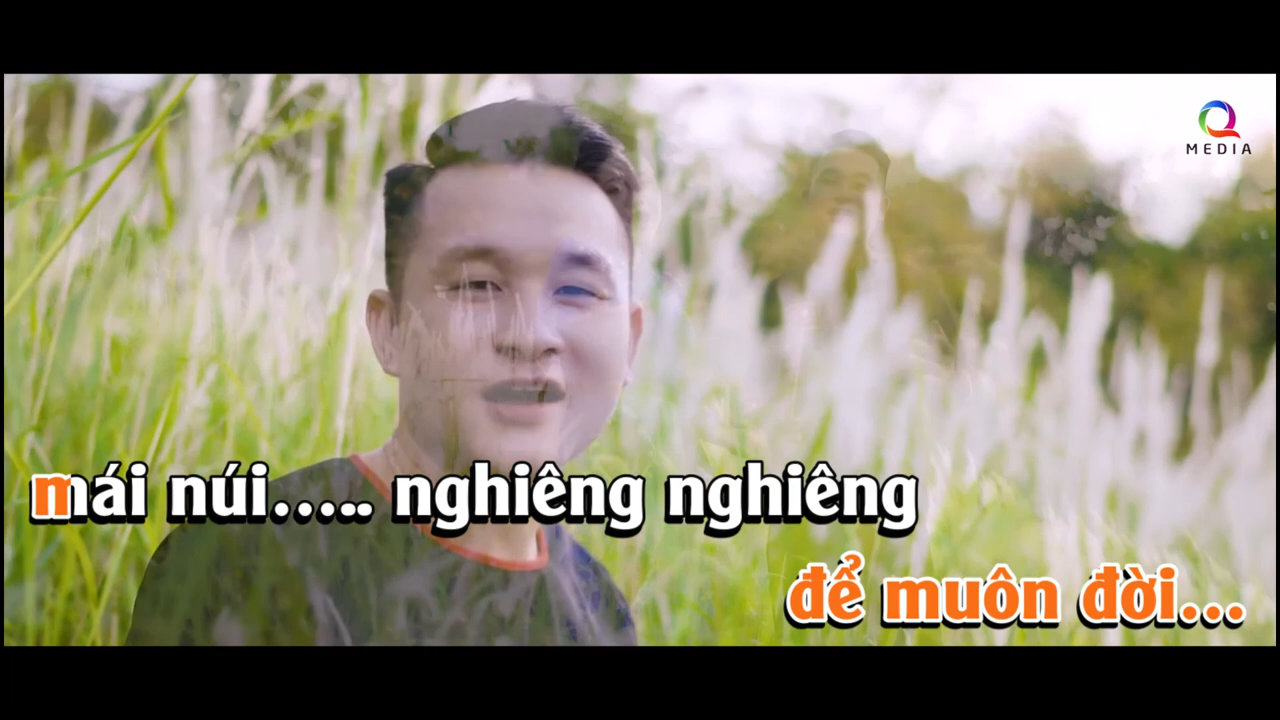 Q
MEDIA
mái núi….. nghiêng nghiêng
để muôn đời...